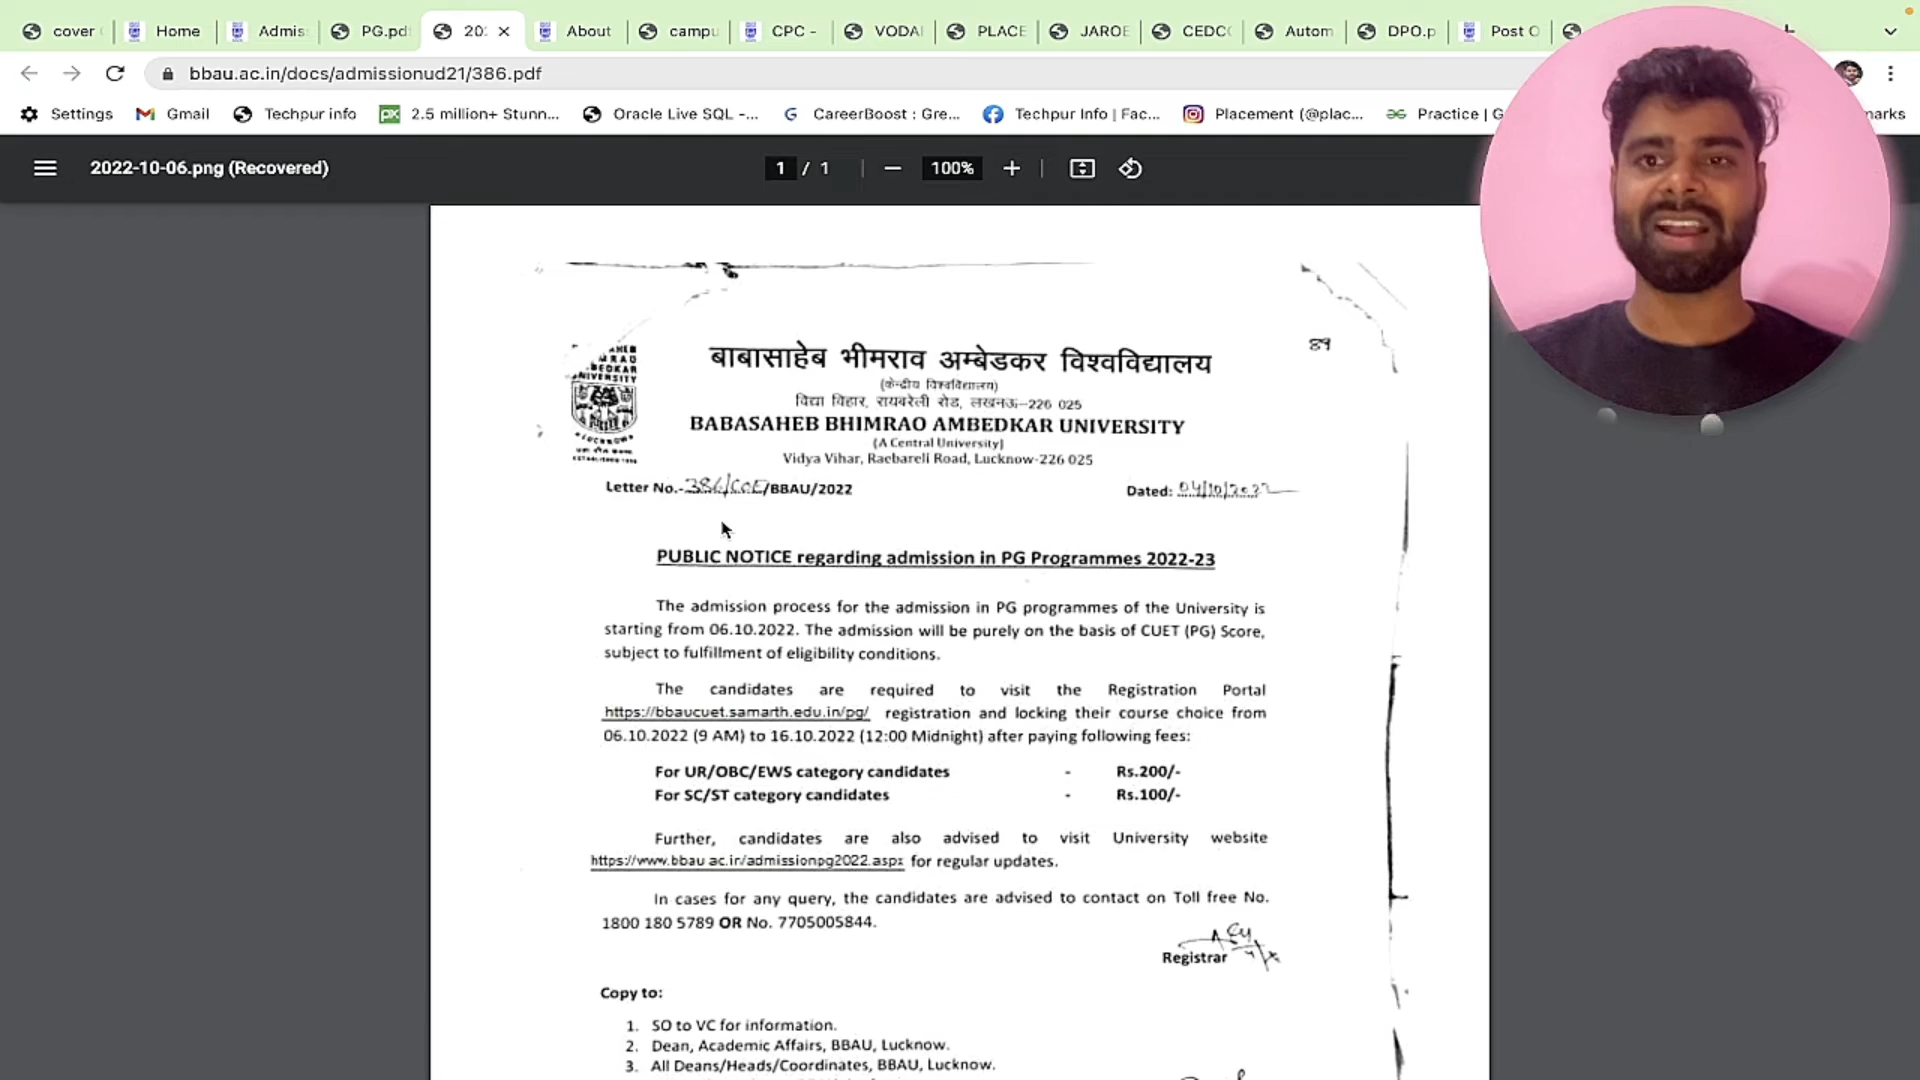 cover
Home
Admis
PG.pdf
20
About
campu
CPC -
VODA
PLACE
JAROE
CEDC
Autom
DPO.p
Post O
bbau.ac.in/docs/admissionud21/386.pdf
Settings
Gmail
Techpur info
2.5 million+ Stunn...
Oracle Live SQL -...
CareerBoost : Gre...
Techpur Info | Fac...
Placement (@plac...
Practice | G
marks
2022-10-06.png (Recovered)
1 / 1
100%
89
बाबासाहेब भीमराव अम्बेडकर विश्वविद्यालय
(केन्द्रीय विश्वविद्यालय)
विद्या विहार, रायबरेली रोड, लखनऊ-226 025
BABASAHEB BHIMRAO AMBEDKAR UNIVERSITY
(A Central University)
Vidya Vihar, Raebareli Road, Lucknow-226 025
Letter No.-386/COE/BBAU/2022
Dated: 04/10/2022
PUBLIC NOTICE regarding admission in PG Programmes 2022-23
The admission process for the admission in PG programmes of the University is
starting from 06.10.2022. The admission will be purely on the basis of CUET (PG) Score,
subject to fulfillment of eligibility conditions.
The candidates are required to visit the Registration Portal
https://bbaucuet.samarth.edu.in/pg/ registration and locking their course choice from
06.10.2022 (9 AM) to 16.10.2022 (12:00 Midnight) after paying following fees:
For UR/OBC/EWS category candidates - Rs.200/-
For SC/ST category candidates - Rs.100/-
Further, candidates are also advised to visit University website
https://www.bbau.ac.in/admissionpg2022.aspx for regular updates.
In cases for any query, the candidates are advised to contact on Toll free No.
1800 180 5789 OR No. 7705005844.
Registrar
Copy to:
1. SO to VC for information.
2. Dean, Academic Affairs, BBAU, Lucknow.
3. All Deans/Heads/Coordinates, BBAU, Lucknow.